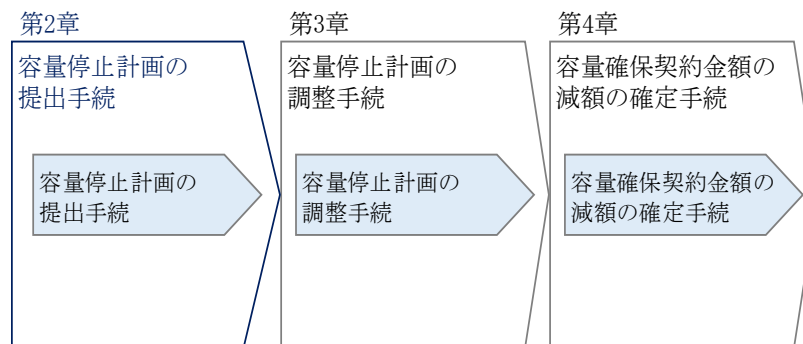 第2章
容量停止計画の
提出手続
容量停止計画の
提出手続
第3章
容量停止計画の
調整手続
容量停止計画の
調整手続
第4章
容量確保契約金額の
減額の確定手続
容量確保契約金額の
減額の確定手続